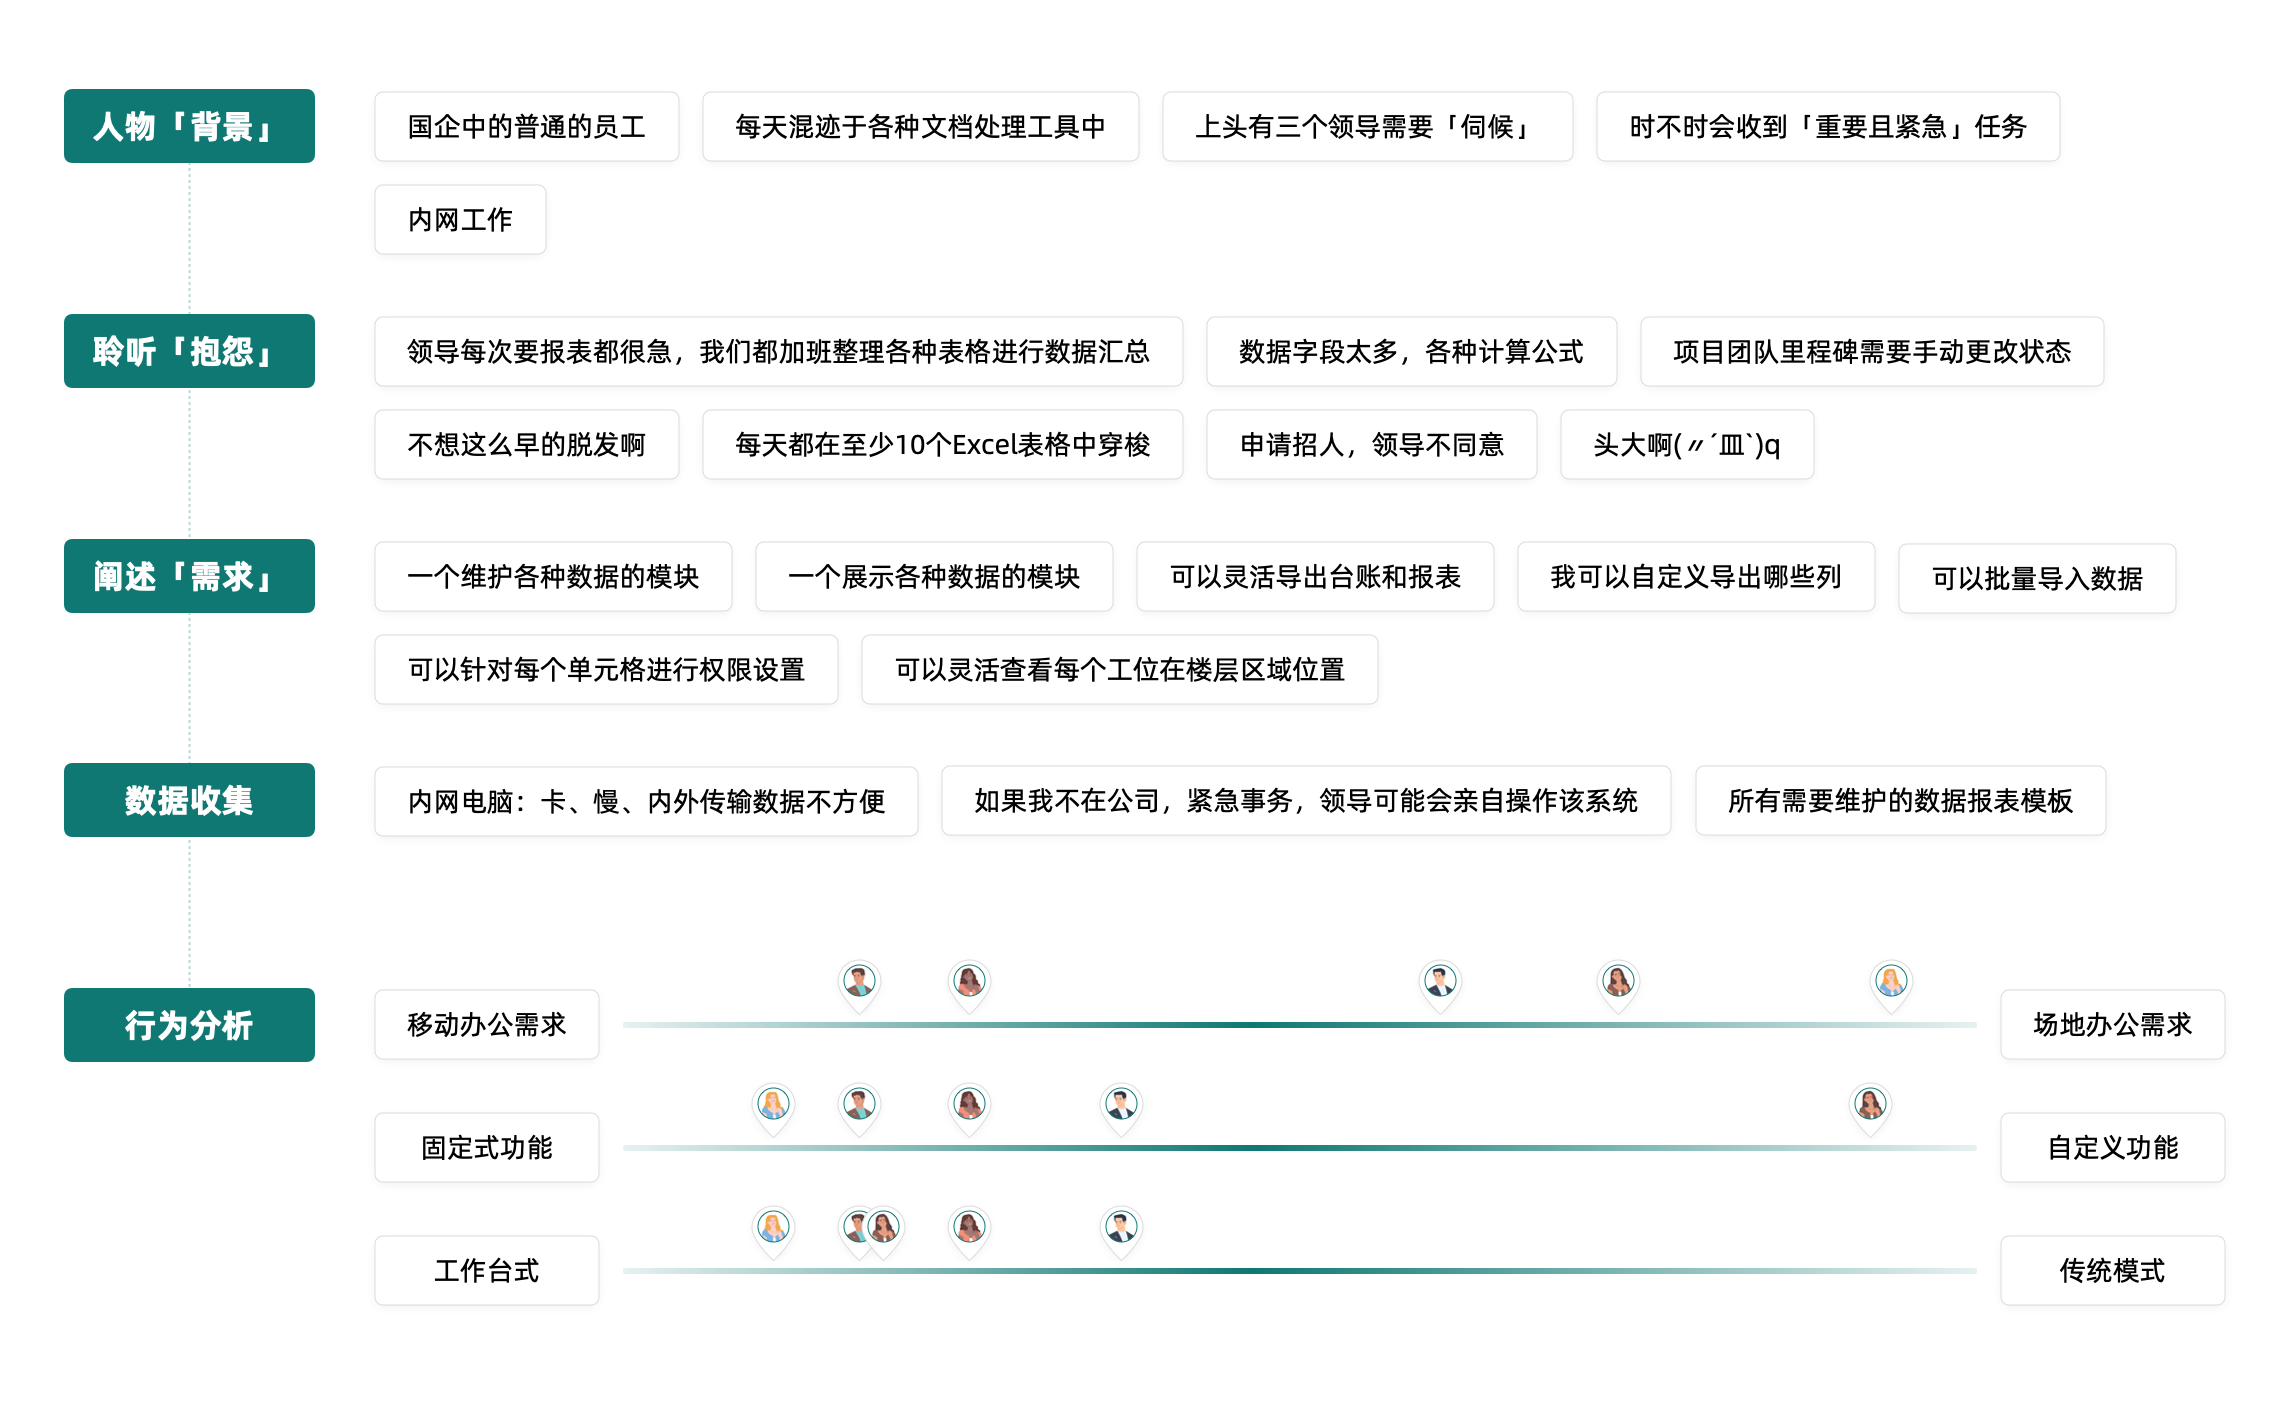 人物「背景」
国企中的普通的员工
每天混迹于各种文档处理工具中
上头有三个领导需要「伺候」
时不时会收到「重要且紧急」任务
内网工作
聆听「抱怨」
领导每次要报表都很急，我们都加班整理各种表格进行数据汇总
数据字段太多，各种计算公式
项目团队里程碑需要手动更改状态
不想这么早的脱发啊
每天都在至少10个Excel表格中穿梭
申请招人，领导不同意
头大啊(〃´皿`)q
阐述「需求」
一个维护各种数据的模块
一个展示各种数据的模块
可以灵活导出台账和报表
我可以自定义导出哪些列
可以批量导入数据
可以针对每个单元格进行权限设置
可以灵活查看每个工位在楼层区域位置
数据收集
内网电脑：卡、慢、内外传输数据不方便
如果我不在公司，紧急事务，领导可能会亲自操作该系统
所有需要维护的数据报表模板
行为分析
移动办公需求
场地办公需求
固定式功能
自定义功能
工作台式
传统模式